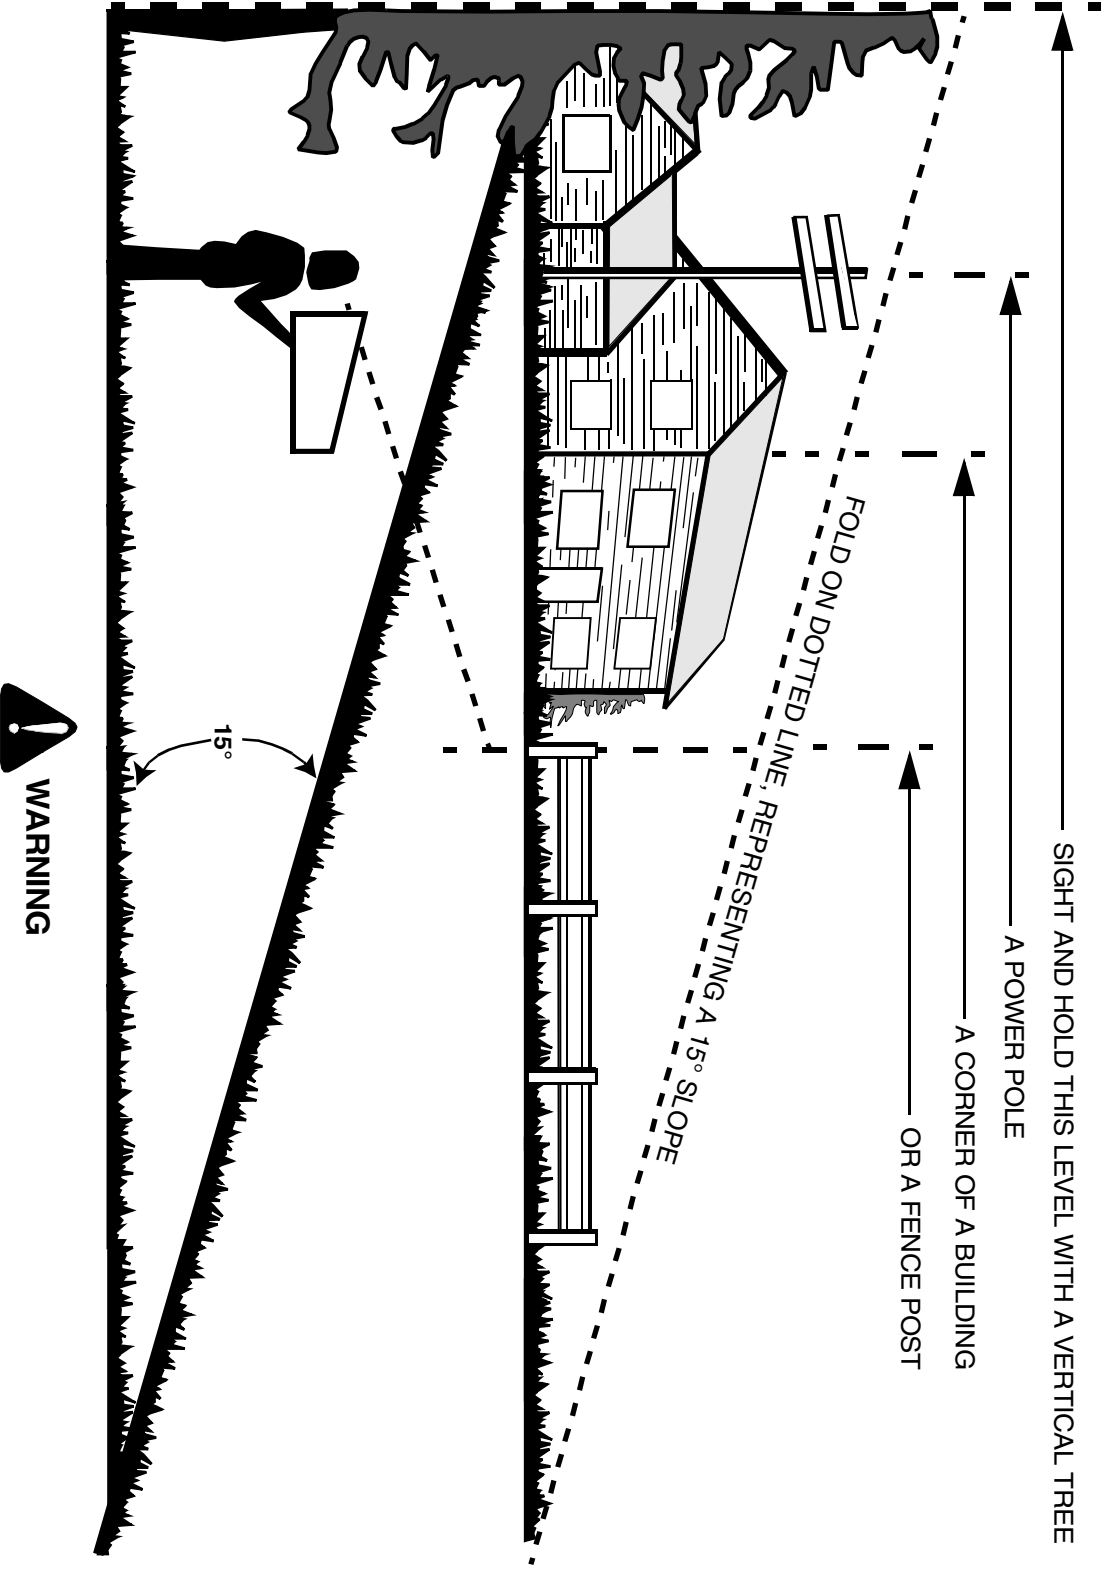 SIGHT AND HOLD THIS LEVEL WITH A VERTICAL TREE
A POWER POLE
A CORNER OF A BUILDING
OR A FENCE POST
FOLD ON DOTTED LINE, REPRESENTING A 15° SLOPE
15°
WARNING